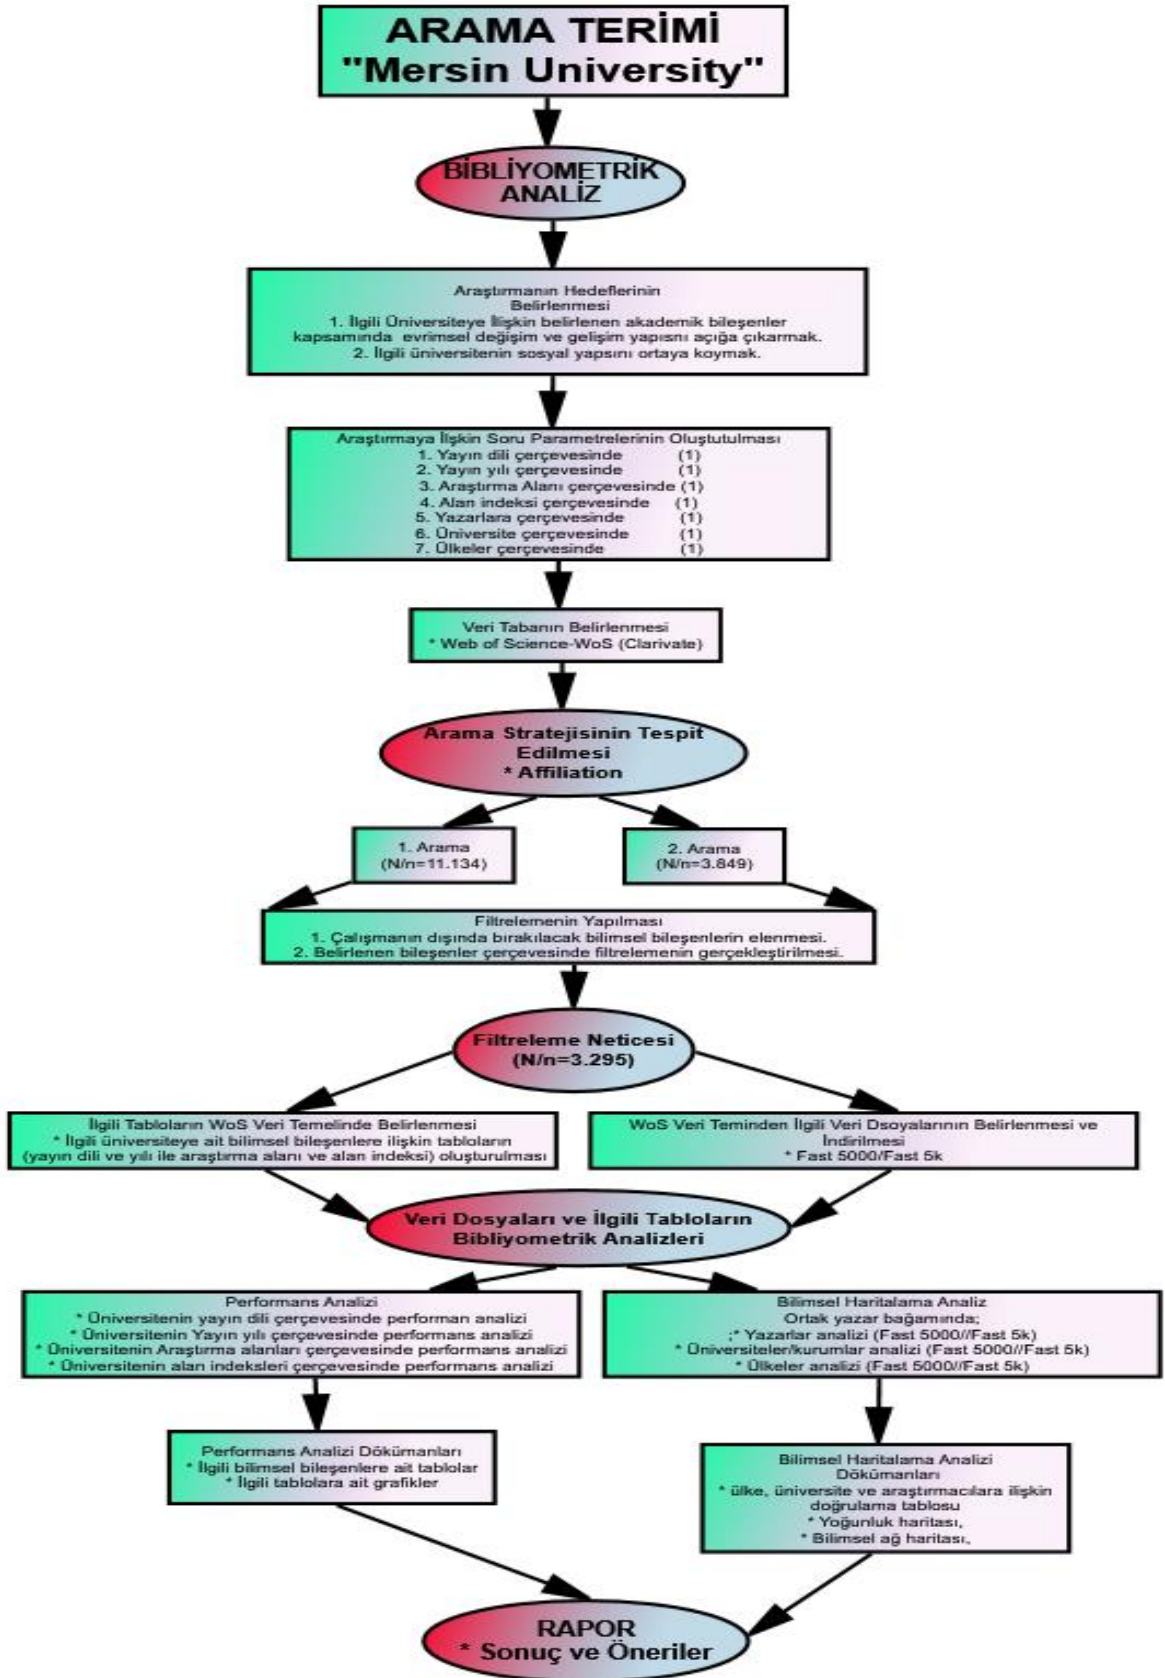 ARAMA TERİMİ
"Mersin University"
BİBLİYOMETRİK
ANALİZ
Araştırmanın Hedeflerinin
Belirlenmesi
1. İlgili Üniversiteye İlişkin belirlenen akademik bileşenler
kapsamında evrimsel değişim ve gelişim yapısnı açığa çıkarmak.
2. İlgili üniversitenin sosyal yapsını ortaya koymak.
Araştırmaya İlşkin Soru Parametrelerinin Oluştutulması
1. Yayın dili çerçevesinde (1)
2. Yayın yılı çerçevesinde (1)
3. Araştırma Alanı çerçevesinde (1)
4. Alan indeksi çerçevesinde (1)
5. Yazarlara çerçevesinde (1)
6. Üniversite çerçevesinde (1)
7. Ülkeler çerçevesinde (1)
Veri Tabanın Belirlenmesi
* Web of Science-WoS (Clarivate)
Arama Stratejisinin Tespit
Edilmesi
* Affiliation
1. Arama
(N/n=11.134)
2. Arama
(N/n=3.849)
Filtrelemenin Yapılması
1. Çalışmanın dışında bırakılacak bilimsel bileşenlerin elenmesi.
2. Belirlenen bileşenler çerçevesinde filtrelemenin gerçekleştirilmesi.
Filtreleme Neticesi
(N/n=3.295)
İlgili Tabloların WoS Veri Temelinde Belirlenmesi
* İlgili üniversiteye ait bilimsel bileşenlere ilişkin tabloların
(yayın dili ve yılı ile araştırma alanı ve alan indeksi) oluşturulması
WoS Veri Teminden İlgili Veri Dsoyalarının Belirlenmesi ve
İndirilmesi
* Fast 5000/Fast 5k
Veri Dosyaları ve İlgili Tabloların
Bibliyometrik Analizleri
Performans Analizi
* Üniversitenin yayın dili çerçevesinde performan analizi
* Üniversitenin Yayın yılı çerçevesinde performans analizi
* Üniversitenin Araştırma alanları çerçevesinde performans analizi
* Üniversitenin alan indeksleri çerçevesinde performans analizi
Bilimsel Haritalama Analiz
Ortak yazar bağamında;
;* Yazarlar analizi (Fast 5000//Fast 5k)
* Üniversiteler/kurumlar analizi (Fast 5000//Fast 5k)
* Ülkeler analizi (Fast 5000//Fast 5k)
Performans Analizi Dökümanları
* İlgili bilimsel bileşenlere ait tablolar
* İlgili tablolara ait grafikler
Bilimsel Haritalama Analizi
Dökümanları
* ülke, üniversite ve araştırmacılara ilişkin
doğrulama tablosu
* Yoğunluk haritası,
* Bilimsel ağ haritası,
RAPOR
* Sonuç ve Öneriler